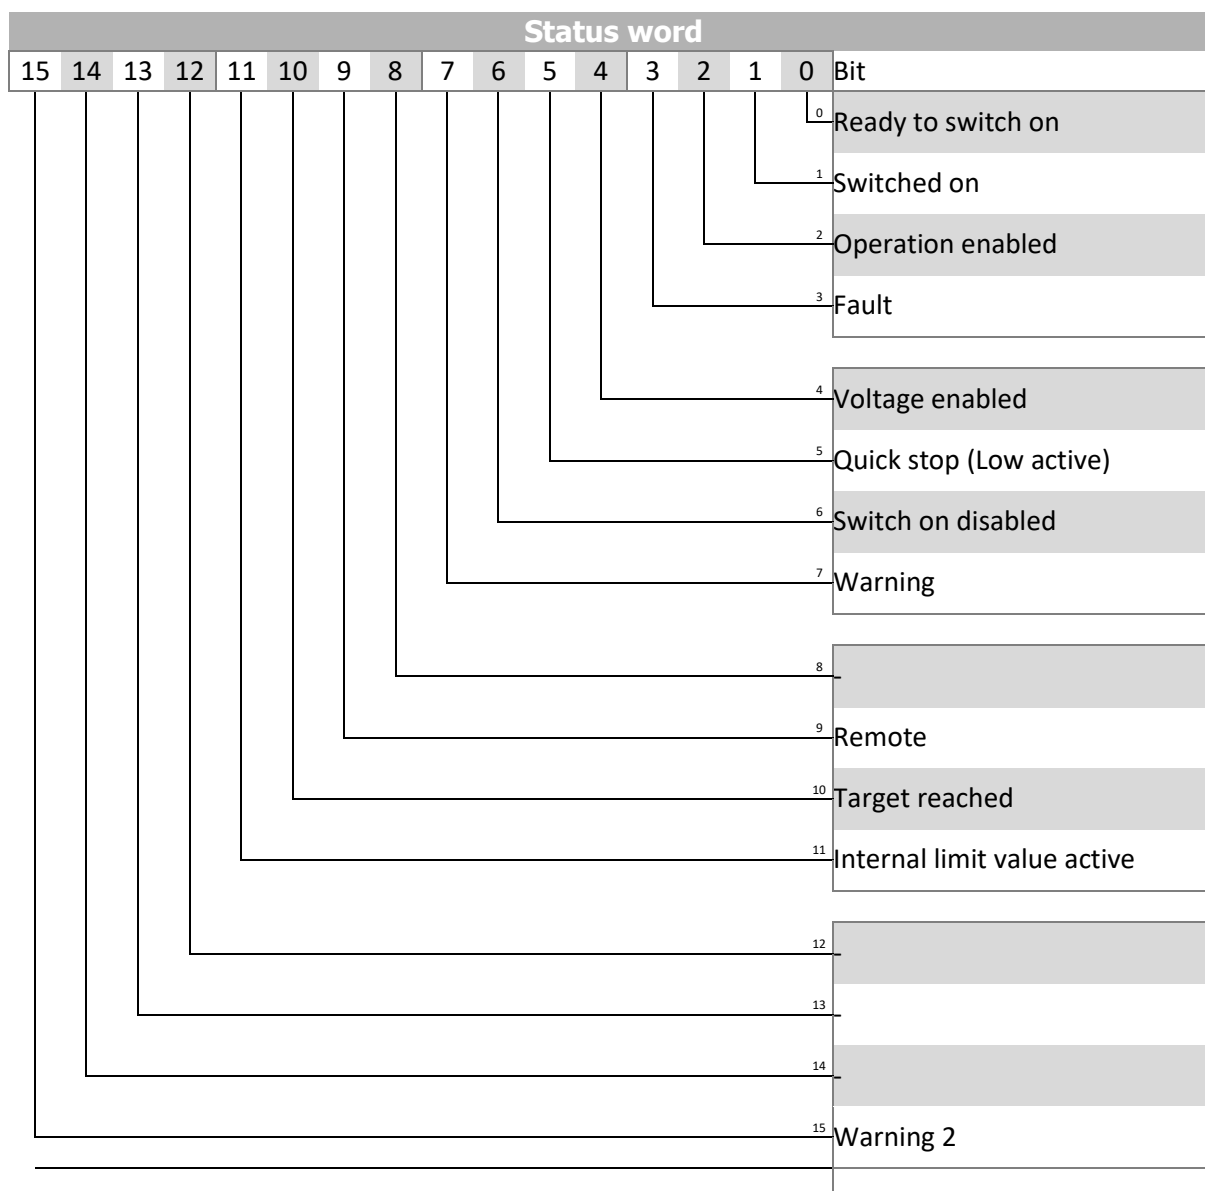 Status word
15 14 13 12 11 10 9 8 7 6 5 4 3 2 1 0 Bit
0 Ready to switch on
1 Switched on
2 Operation enabled
3 Fault
4 Voltage enabled
5 Quick stop (Low active)
6 Switch on disabled
7 Warning
8 -
9 Remote
10 Target reached
11 Internal limit value active
12 -
13 -
14 -
15 Warning 2